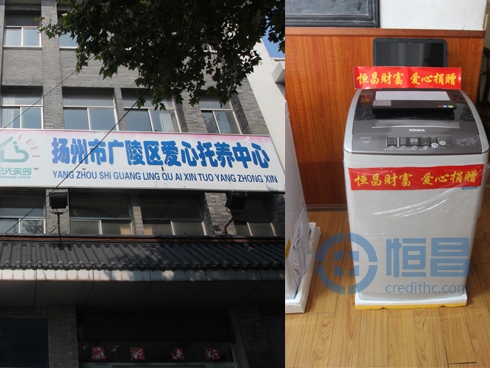 扬州市广陵区爱心托养中心
YANG ZHOU SHI GUANG LING QU AI XIN TUO YANG ZHONG XIN
恒昌财富 爱心捐赠
恒昌财富 爱心捐赠
恒昌
credithc.com